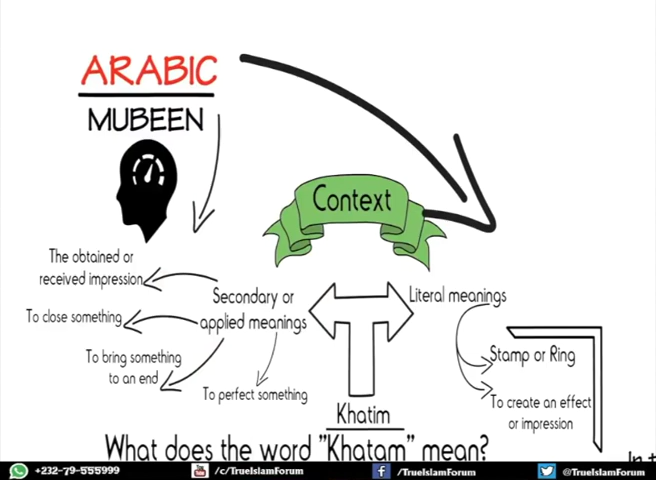 ARABIC
MUBEEN
Context
The obtained or
received impression
Secondary or
applied meanings
Literal meanings
To close something
Stamp or Ring
To bring something
to an end
To perfect something
To create an effect
or impression
Khatim
What does the word "Khatam" mean?
+232-79-555999
/c/TrueIslamForum
/TrueIslamForum
@TrueIslamForum